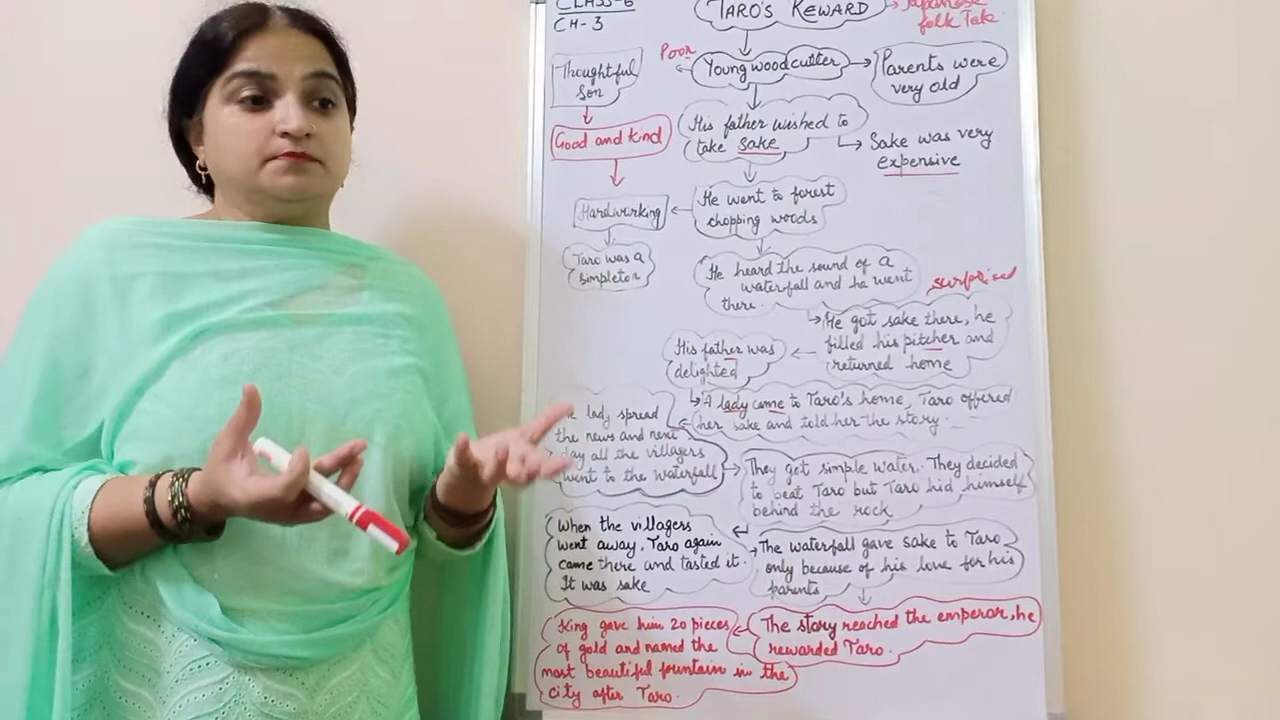 CLASS-6
CH-3
TARO'S REWARD
Japanese
folk Tale
Poor
Young woodcutter
Parents were
very old
Thoughtful
Son
Good and kind
Hardworking
Taro was a
simpleton
His father wished to
take sake
Sake was very
expensive
He went to forest
chopping woods
He heard the sound of a
waterfall and he went
there.
surprised
He got sake there, he
filled his pitcher and
returned home
His father was
delighted
A lady came to Taro's home, Taro offered
her sake and told her the story.
lady spread
the news and next
day all the villagers
went to the waterfall
They got simple water. They decided
to beat Taro but Taro hid himself
behind the rock
When the villagers
went away, Taro again
came there and tasted it.
It was sake
The waterfall gave sake to Taro
only because of his love for his
parents
The story reached the emperor, he
rewarded Taro.
King gave him 20 pieces
of gold and named the
most beautiful fountain in the
city after Taro.